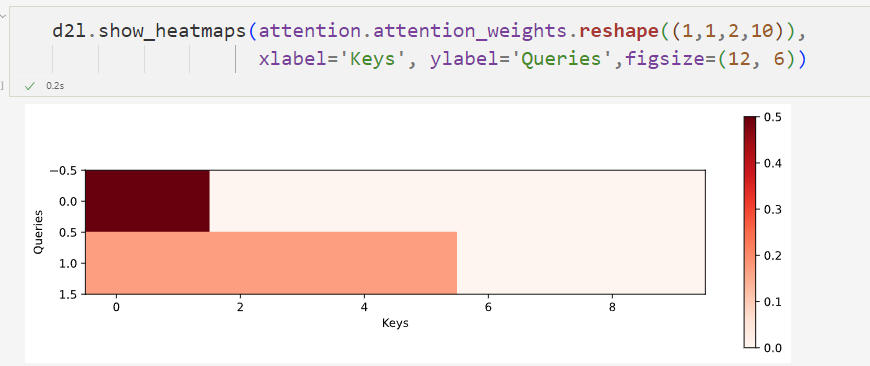 d2l.show_heatmaps(attention.attention_weights.reshape((1,1,2,10)),
xlabel='Keys', ylabel='Queries',figsize=(12, 6))
] ✓ 0.2s
0.5
0.4
0.3
0.2
0.1
0.0
−0.5
0.0
0.5
1.0
1.5
Queries
0 2 4 6 8
Keys